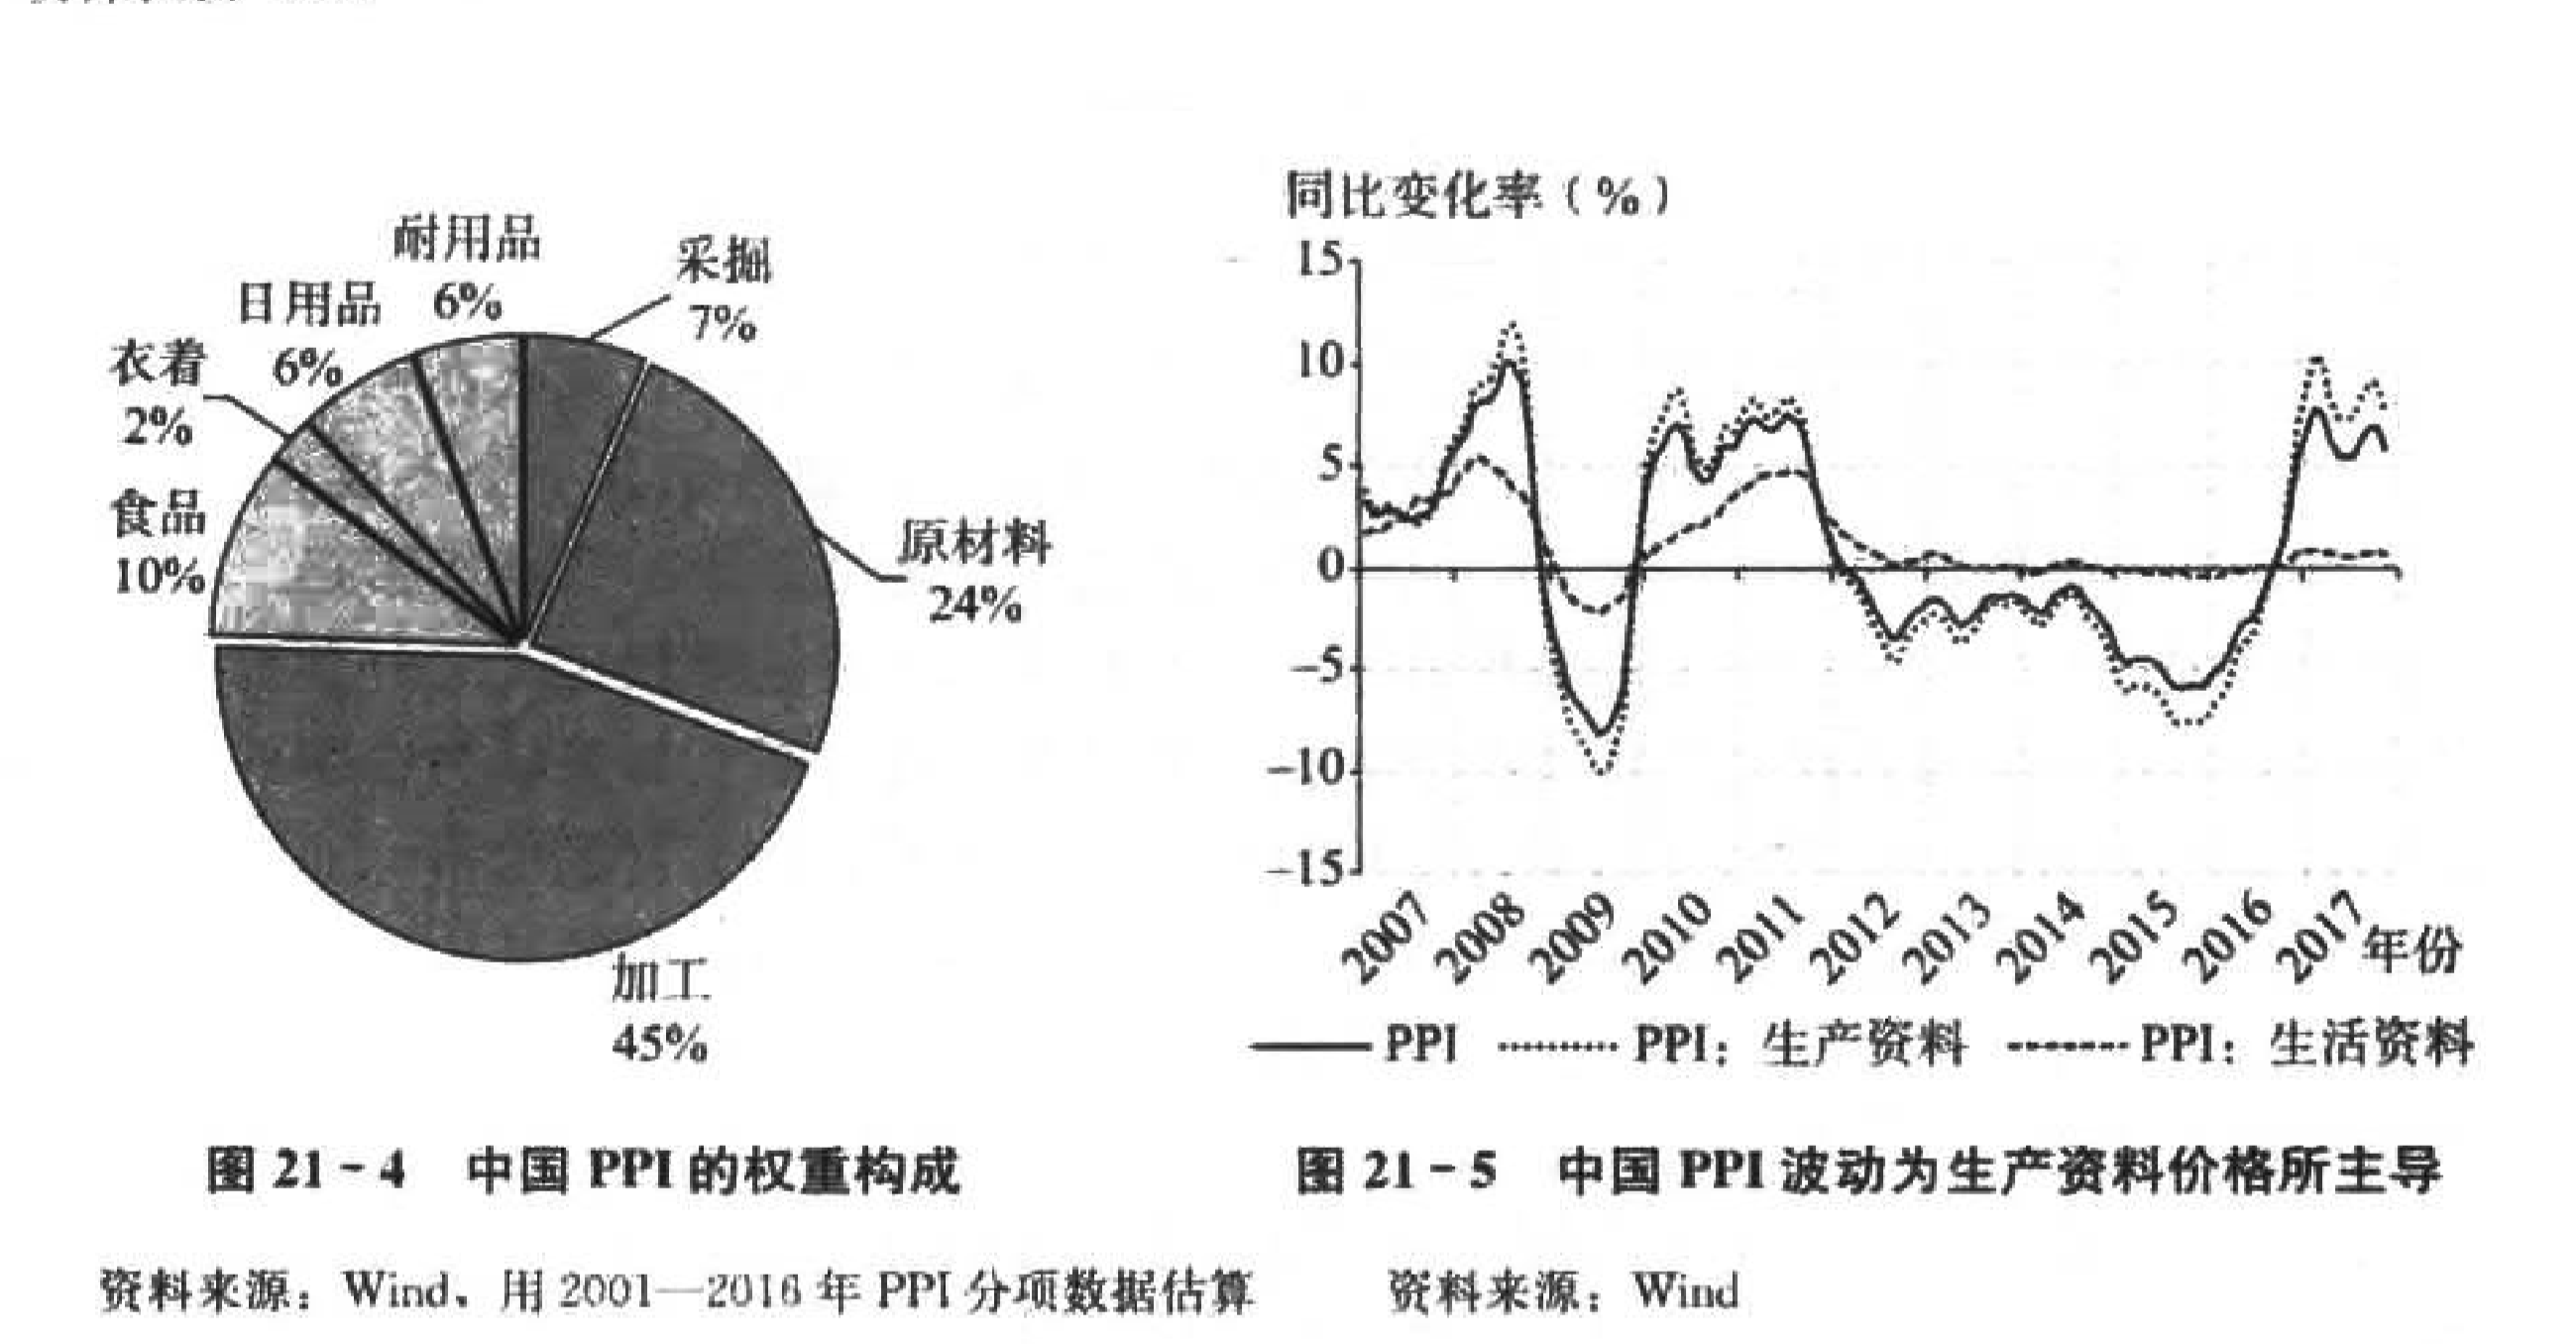 耐用品
6%
采掘
7%
日用品
6%
衣着
2%
食品
10%
原材料
24%
加工
45%
图 21-4 中国 PPI 的权重构成
资料来源：Wind、用 2001—2016 年 PPI 分项数据估算
同比变化率（%）
15
10
5
0
-5
-10
-15
2007 2008 2009 2010 2011 2012 2013 2014 2015 2016 2017 年份
PPI PPI：生产资料 PPI：生活资料
图 21-5 中国 PPI 波动为生产资料价格所主导
资料来源：Wind